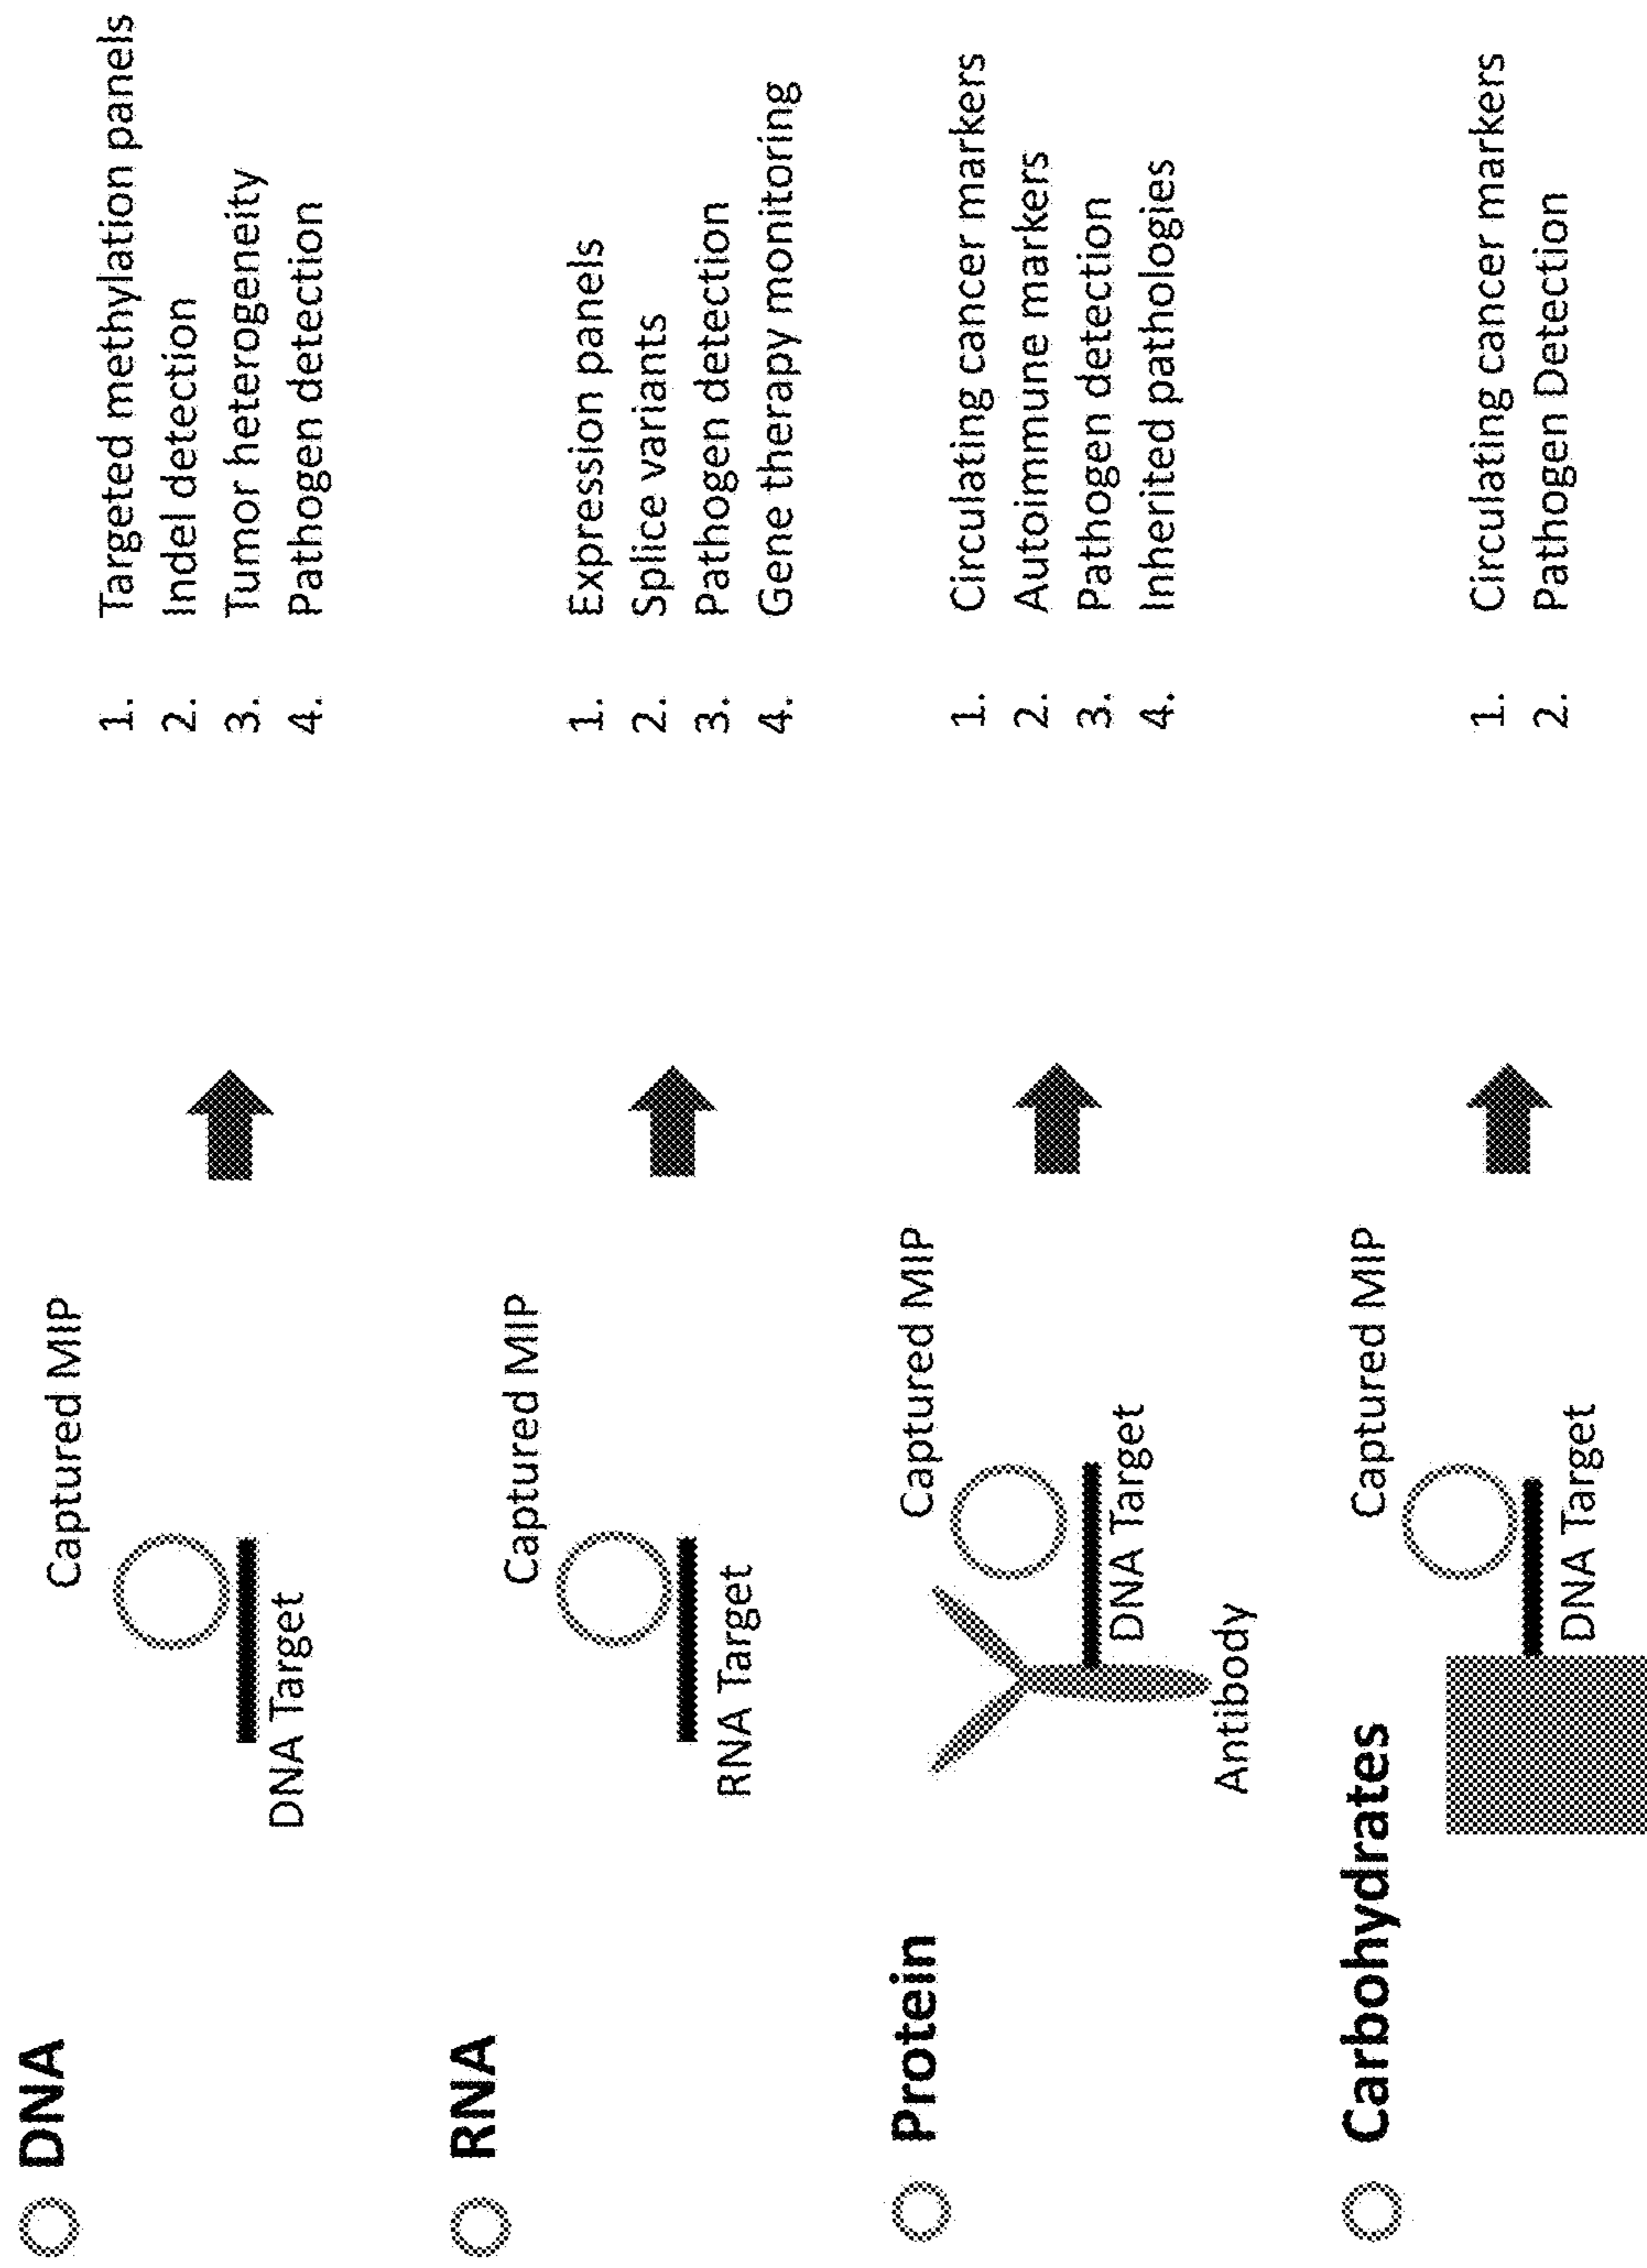 DNA
Captured MIP
DNA Target
1. Targeted methylation panels
2. Indel detection
3. Tumor heterogeneity
4. Pathogen detection
RNA
Captured MIP
RNA Target
1. Expression panels
2. Splice variants
3. Pathogen detection
4. Gene therapy monitoring
Protein
Captured MIP
DNA Target
Antibody
1. Circulating cancer markers
2. Autoimmune markers
3. Pathogen detection
4. Inherited pathologies
Carbohydrates
Captured MIP
DNA Target
1. Circulating cancer markers
2. Pathogen Detection